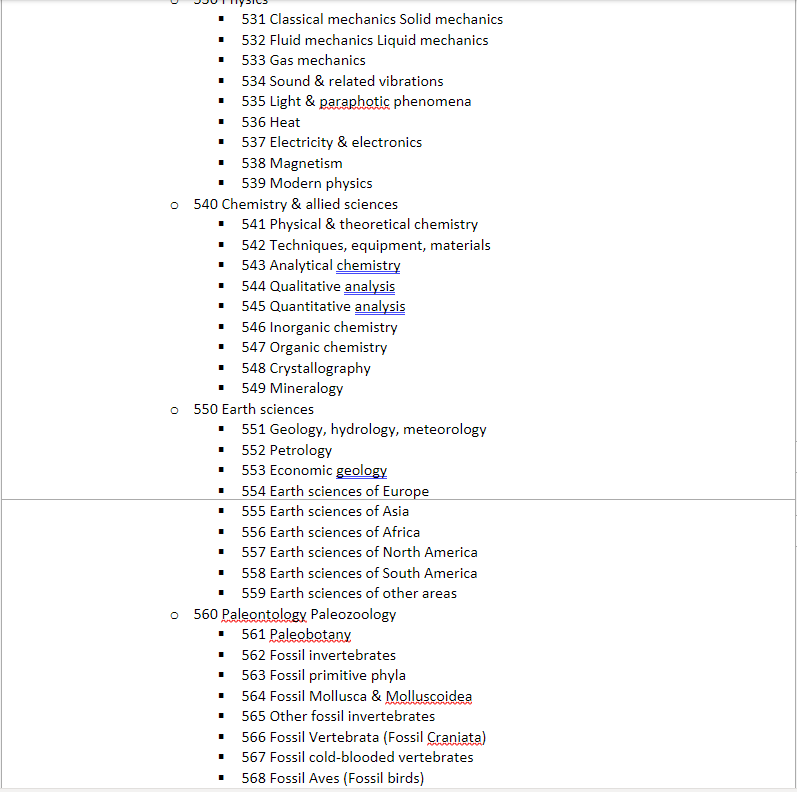 530 Physics
531 Classical mechanics Solid mechanics
532 Fluid mechanics Liquid mechanics
533 Gas mechanics
534 Sound & related vibrations
535 Light & paraphotic phenomena
536 Heat
537 Electricity & electronics
538 Magnetism
539 Modern physics
540 Chemistry & allied sciences
541 Physical & theoretical chemistry
542 Techniques, equipment, materials
543 Analytical chemistry
544 Qualitative analysis
545 Quantitative analysis
546 Inorganic chemistry
547 Organic chemistry
548 Crystallography
549 Mineralogy
550 Earth sciences
551 Geology, hydrology, meteorology
552 Petrology
553 Economic geology
554 Earth sciences of Europe
555 Earth sciences of Asia
556 Earth sciences of Africa
557 Earth sciences of North America
558 Earth sciences of South America
559 Earth sciences of other areas
560 Paleontology Paleozoology
561 Paleobotany
562 Fossil invertebrates
563 Fossil primitive phyla
564 Fossil Mollusca & Molluscoidea
565 Other fossil invertebrates
566 Fossil Vertebrata (Fossil Craniata)
567 Fossil cold-blooded vertebrates
568 Fossil Aves (Fossil birds)